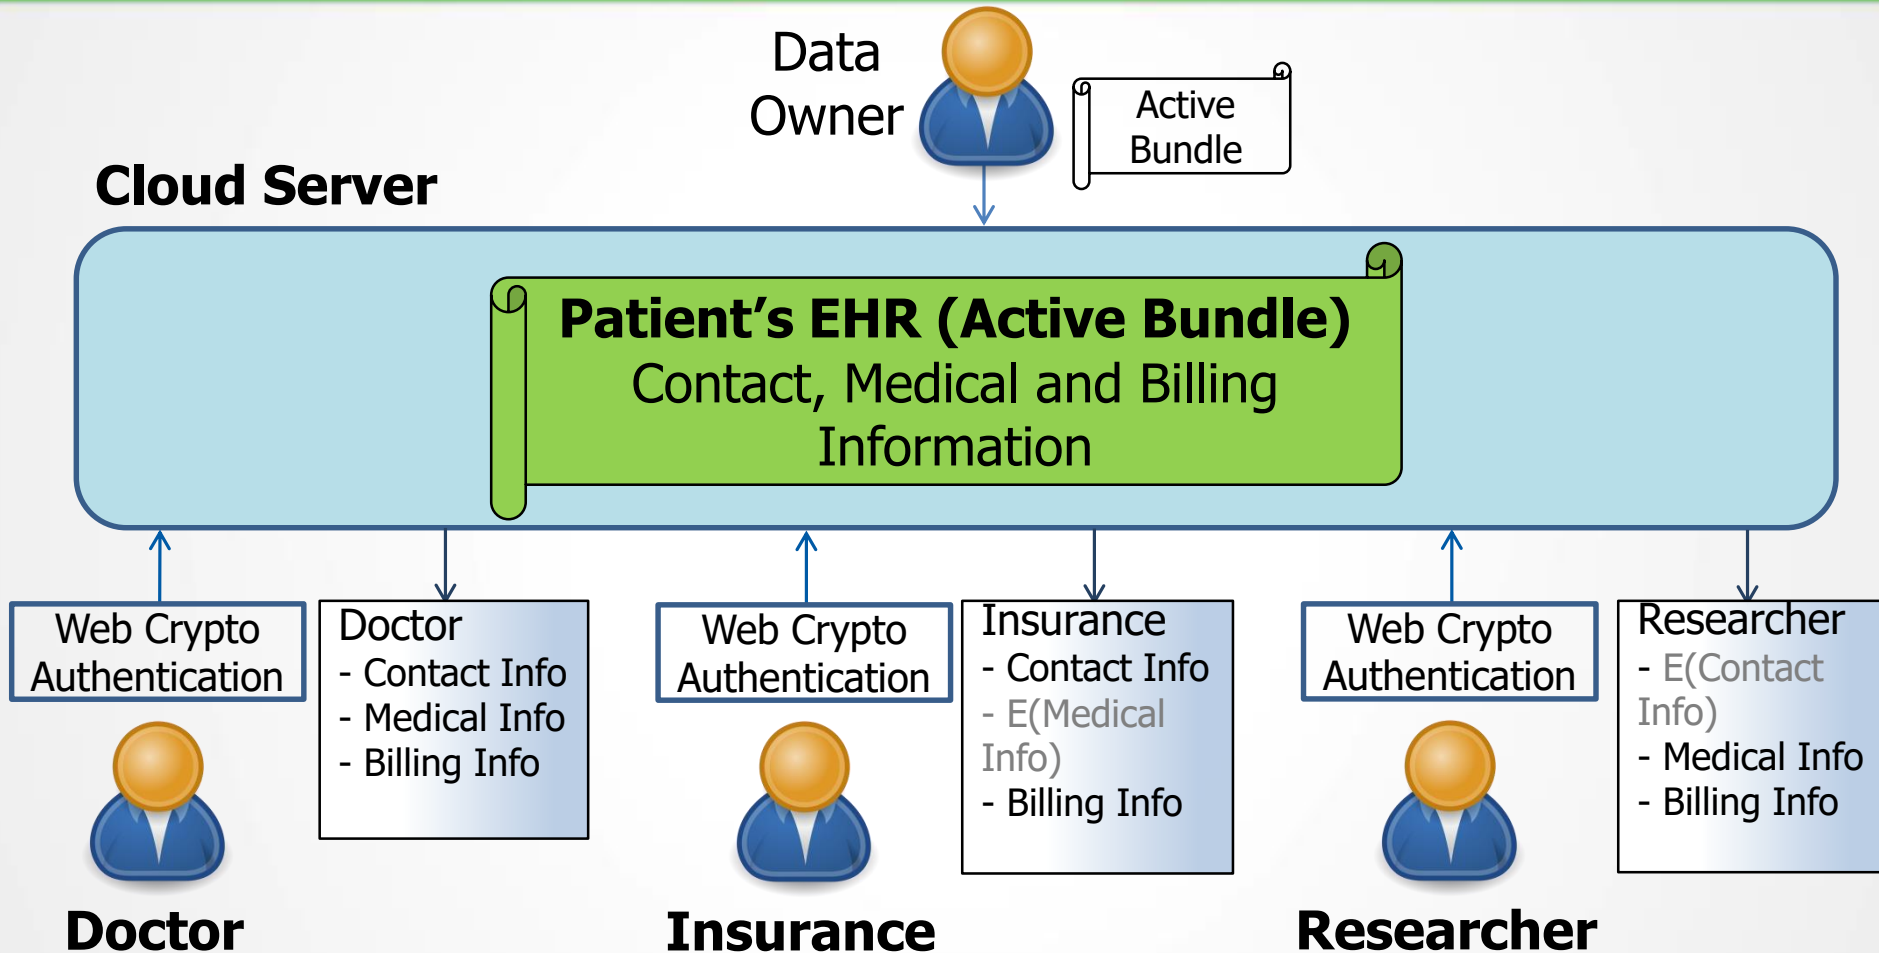 Data
Owner
Active
Bundle
Cloud Server
Patient’s EHR (Active Bundle)
Contact, Medical and Billing
Information
Web Crypto
Authentication
Doctor
- Contact Info
- Medical Info
- Billing Info
Web Crypto
Authentication
Insurance
- Contact Info
- E(Medical
Info)
- Billing Info
Web Crypto
Authentication
Researcher
- E(Contact
Info)
- Medical Info
- Billing Info
Doctor
Insurance
Researcher